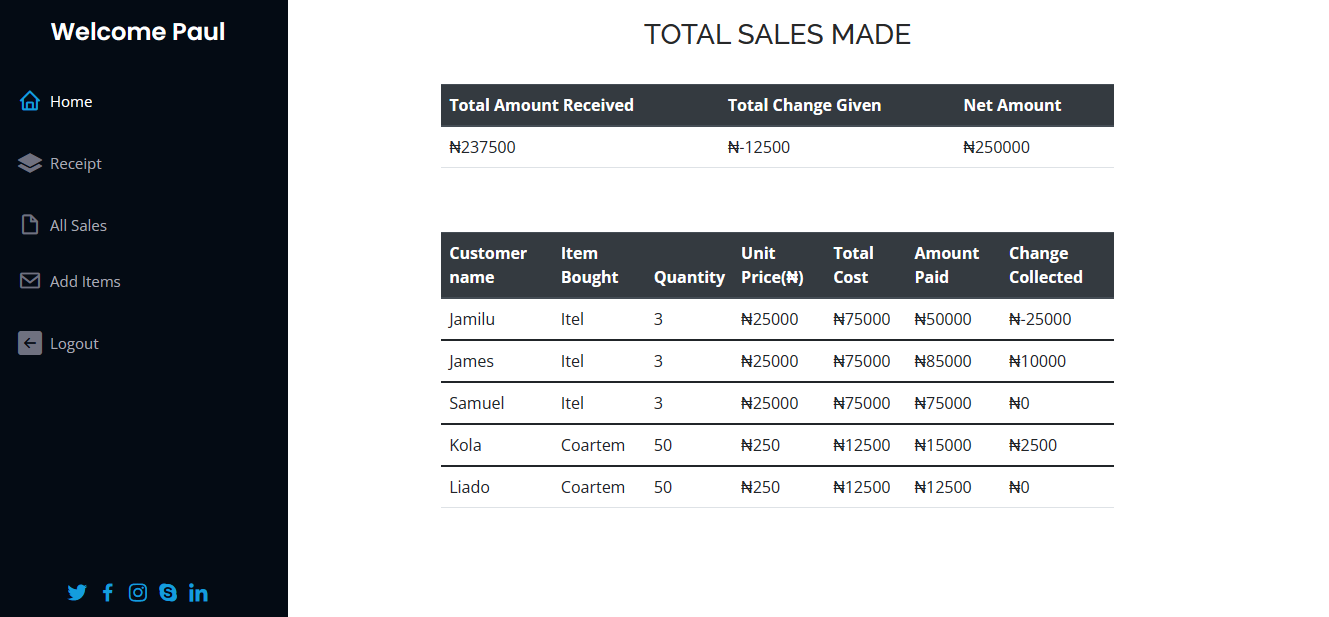 Welcome Paul
Home
Receipt
All Sales
Add Items
Logout
TOTAL SALES MADE
Total Amount Received Total Change Given Net Amount
₦237500 ₦-12500 ₦250000
Customer name Item Bought Quantity Unit Price(₦) Total Cost Amount Paid Change Collected
Jamilu Itel 3 ₦25000 ₦75000 ₦50000 ₦-25000
James Itel 3 ₦25000 ₦75000 ₦85000 ₦10000
Samuel Itel 3 ₦25000 ₦75000 ₦75000 ₦0
Kola Coartem 50 ₦250 ₦12500 ₦15000 ₦2500
Liado Coartem 50 ₦250 ₦12500 ₦12500 ₦0